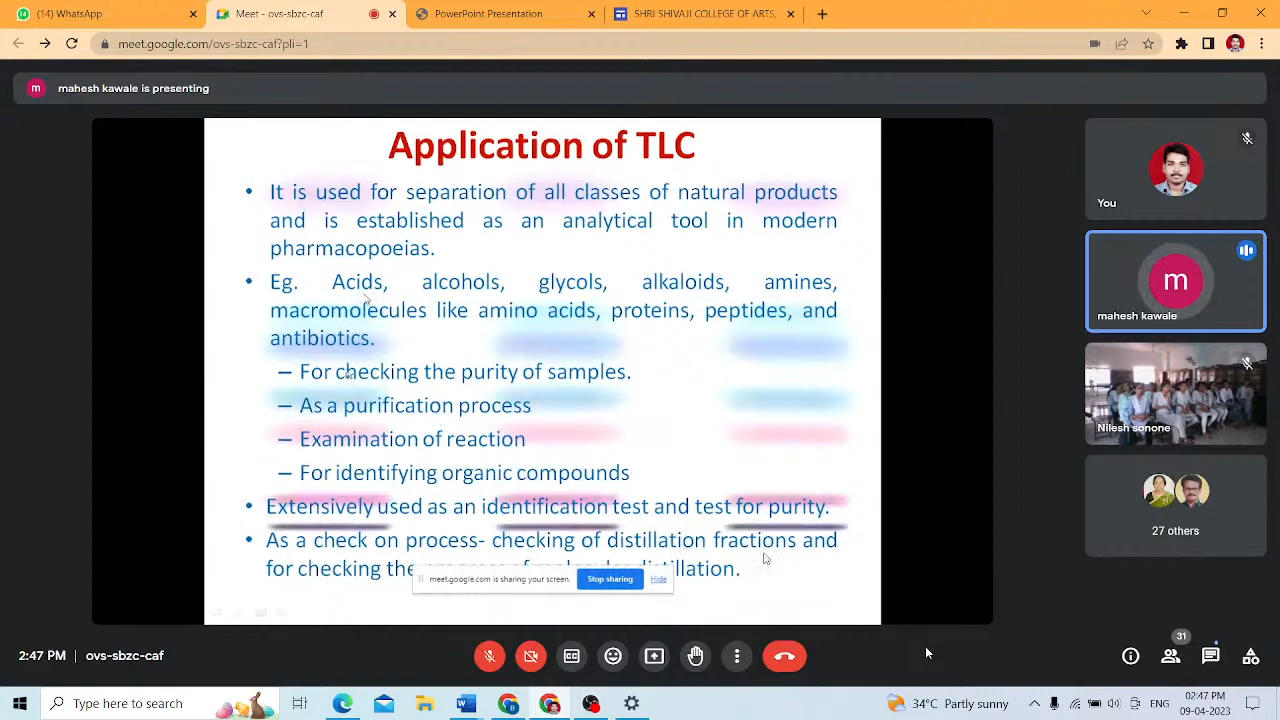 14
(14) WhatsApp
Meet - ovs-sbzc-caf
PowerPoint Presentation
SHRI SHIVAJI COLLEGE OF ARTS,
meet.google.com/ovs-sbzc-caf?pli=1
m
mahesh kawale is presenting
Application of TLC
• It is used for separation of all classes of natural products
and is established as an analytical tool in modern
pharmacopoeias.
• Eg. Acids, alcohols, glycols, alkaloids, amines,
macromolecules like amino acids, proteins, peptides, and
antibiotics.
– For checking the purity of samples.
– As a purification process
– Examination of reaction
– For identifying organic compounds
• Extensively used as an identification test and test for purity.
• As a check on process- checking of distillation fractions and
for checking the
distillation.
meet.google.com is sharing your screen.
Stop sharing
Hide
You
m
mahesh kawale
Nilesh sonone
27 others
2:47 PM
ovs-sbzc-caf
31
Type here to search
34°C Partly sunny
02:47 PM
09-04-2023